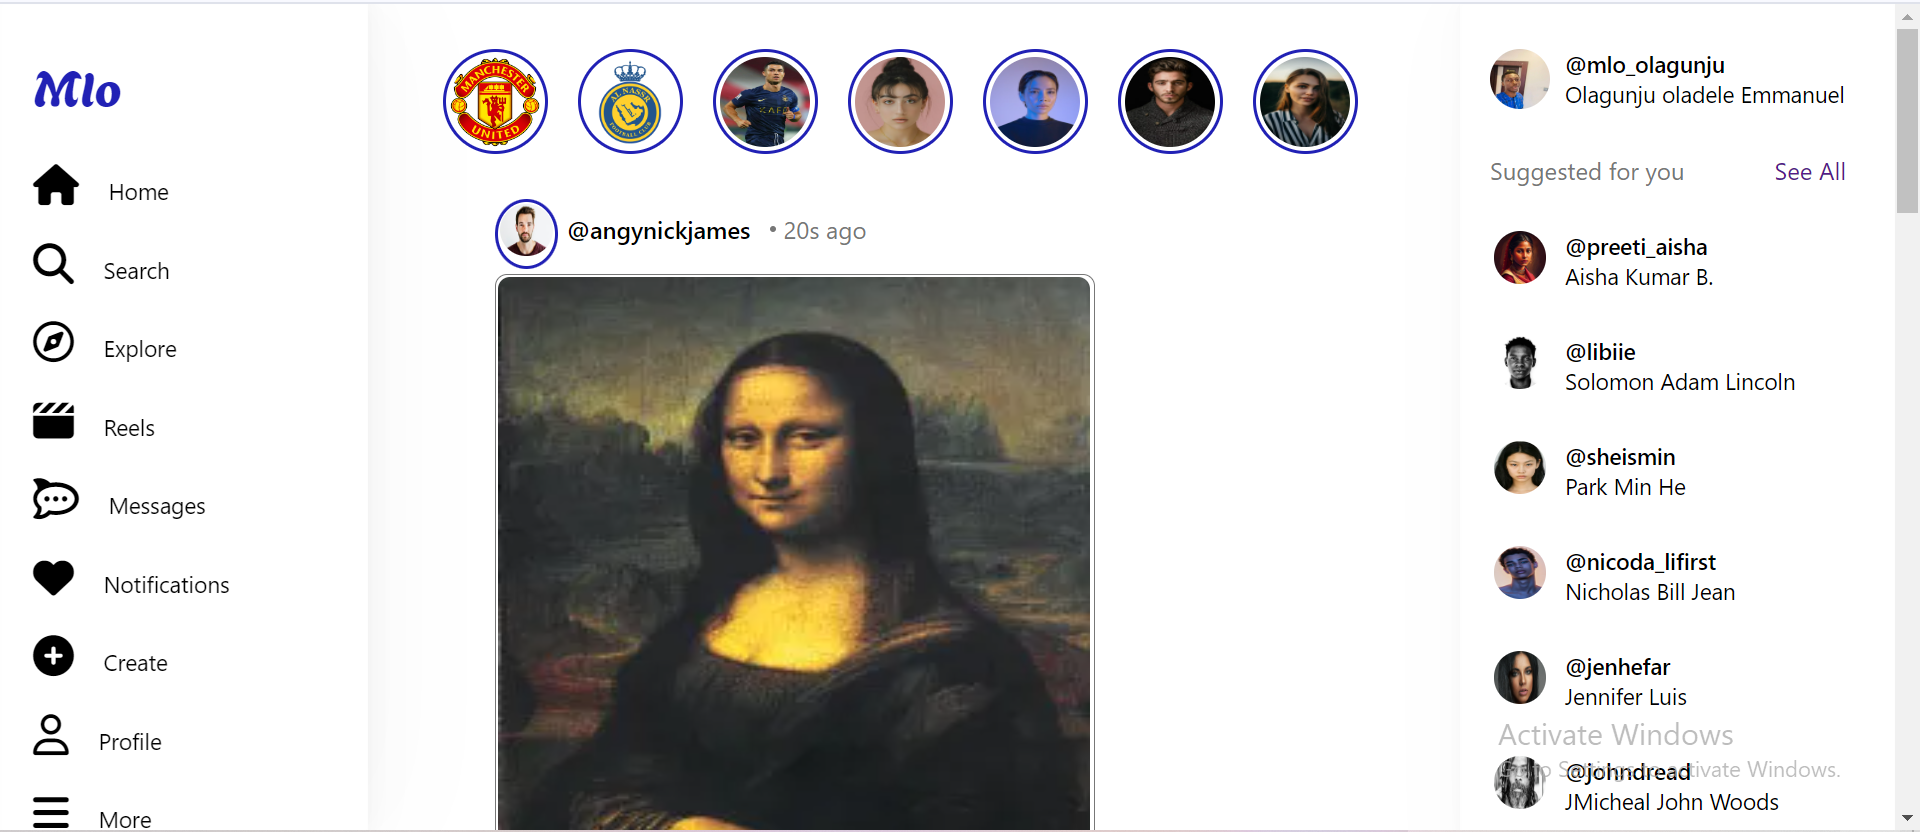 Mlo
Home
Search
Explore
Reels
Messages
Notifications
Create
Profile
More
MANCHESTER
UNITED
AL NASSR
FOOTBALL CLUB
@angynickjames • 20s ago
@mlo_olagunju
Olagunju oladele Emmanuel
Suggested for you See All
@preeti_aisha
Aisha Kumar B.
@libiie
Solomon Adam Lincoln
@sheismin
Park Min He
@nicoda_lifirst
Nicholas Bill Jean
@jenhefar
Jennifer Luis
Activate Windows
Go to Settings to activate Windows.
@johndread
JMicheal John Woods